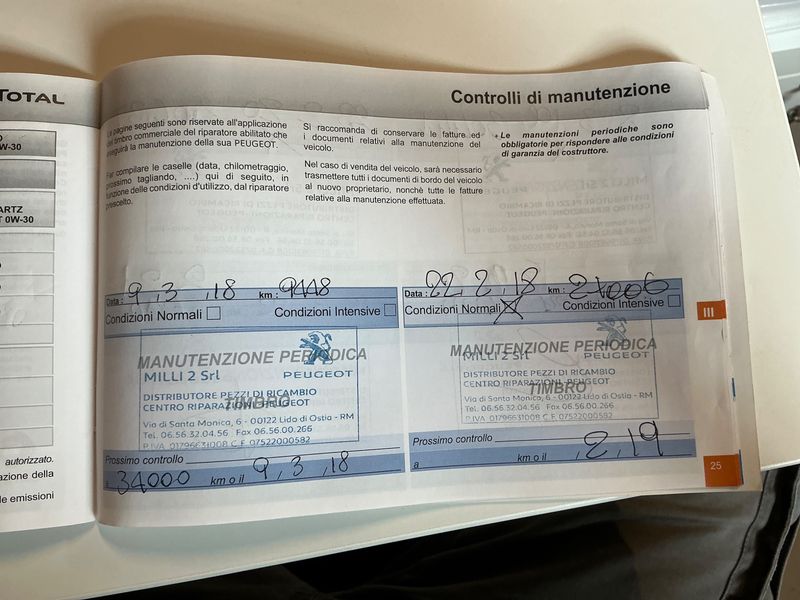 TOTAL
W-30
ARTZ
T 0W-30
autorizzato.
azione della
le emissioni
Controlli di manutenzione
Le pagine seguenti sono riservate all'applicazione
del timbro commerciale del riparatore abilitato che
eseguirà la manutenzione della sua PEUGEOT.
Far compilare le caselle (data, chilometraggio,
prossimo tagliando, ....) qui di seguito, in
funzione delle condizioni d'utilizzo, dal riparatore
prescelto.
Si raccomanda di conservare le fatture ed
i documenti relativi alla manutenzione del
veicolo.
Nel caso di vendita del veicolo, sarà necessario
trasmettere tutti i documenti di bordo del veicolo
al nuovo proprietario, nonchè tutte le fatture
relative alla manutenzione effettuata.
Le manutenzioni periodiche sono
obbligatorie per rispondere alle condizioni
di garanzia del costruttore.
Data : 9, 3, 18 km : 9448
Condizioni Normali Condizioni Intensive
MANUTENZIONE PERIODICA
MILLI 2 Srl PEUGEOT
DISTRIBUTORE PEZZI DI RICAMBIO
CENTRO RIPARAZIONI PEUGEOT
TIMBRO
Via di Santa Monica, 6 - 00122 Lido di Ostia - RM
Tel. 06.56.32.04.56 Fax 06.56.00.266
P.IVA 01796631008 C.F. 07522000582
Prossimo controllo
34000 km o il 9, 3, 18
Data : 22, 2, 18 km : 21006
Condizioni Normali Condizioni Intensive
MANUTENZIONE PERIODICA
MILLI 2 Srl PEUGEOT
DISTRIBUTORE PEZZI DI RICAMBIO
CENTRO RIPARAZIONI PEUGEOT
TIMBRO
Via di Santa Monica, 6 - 00122 Lido di Ostia - RM
Tel. 06.56.32.04.56 Fax 06.56.00.266
P.IVA 01796631008 C.F. 07522000582
Prossimo controllo
a km o il , 2, 19
III
25